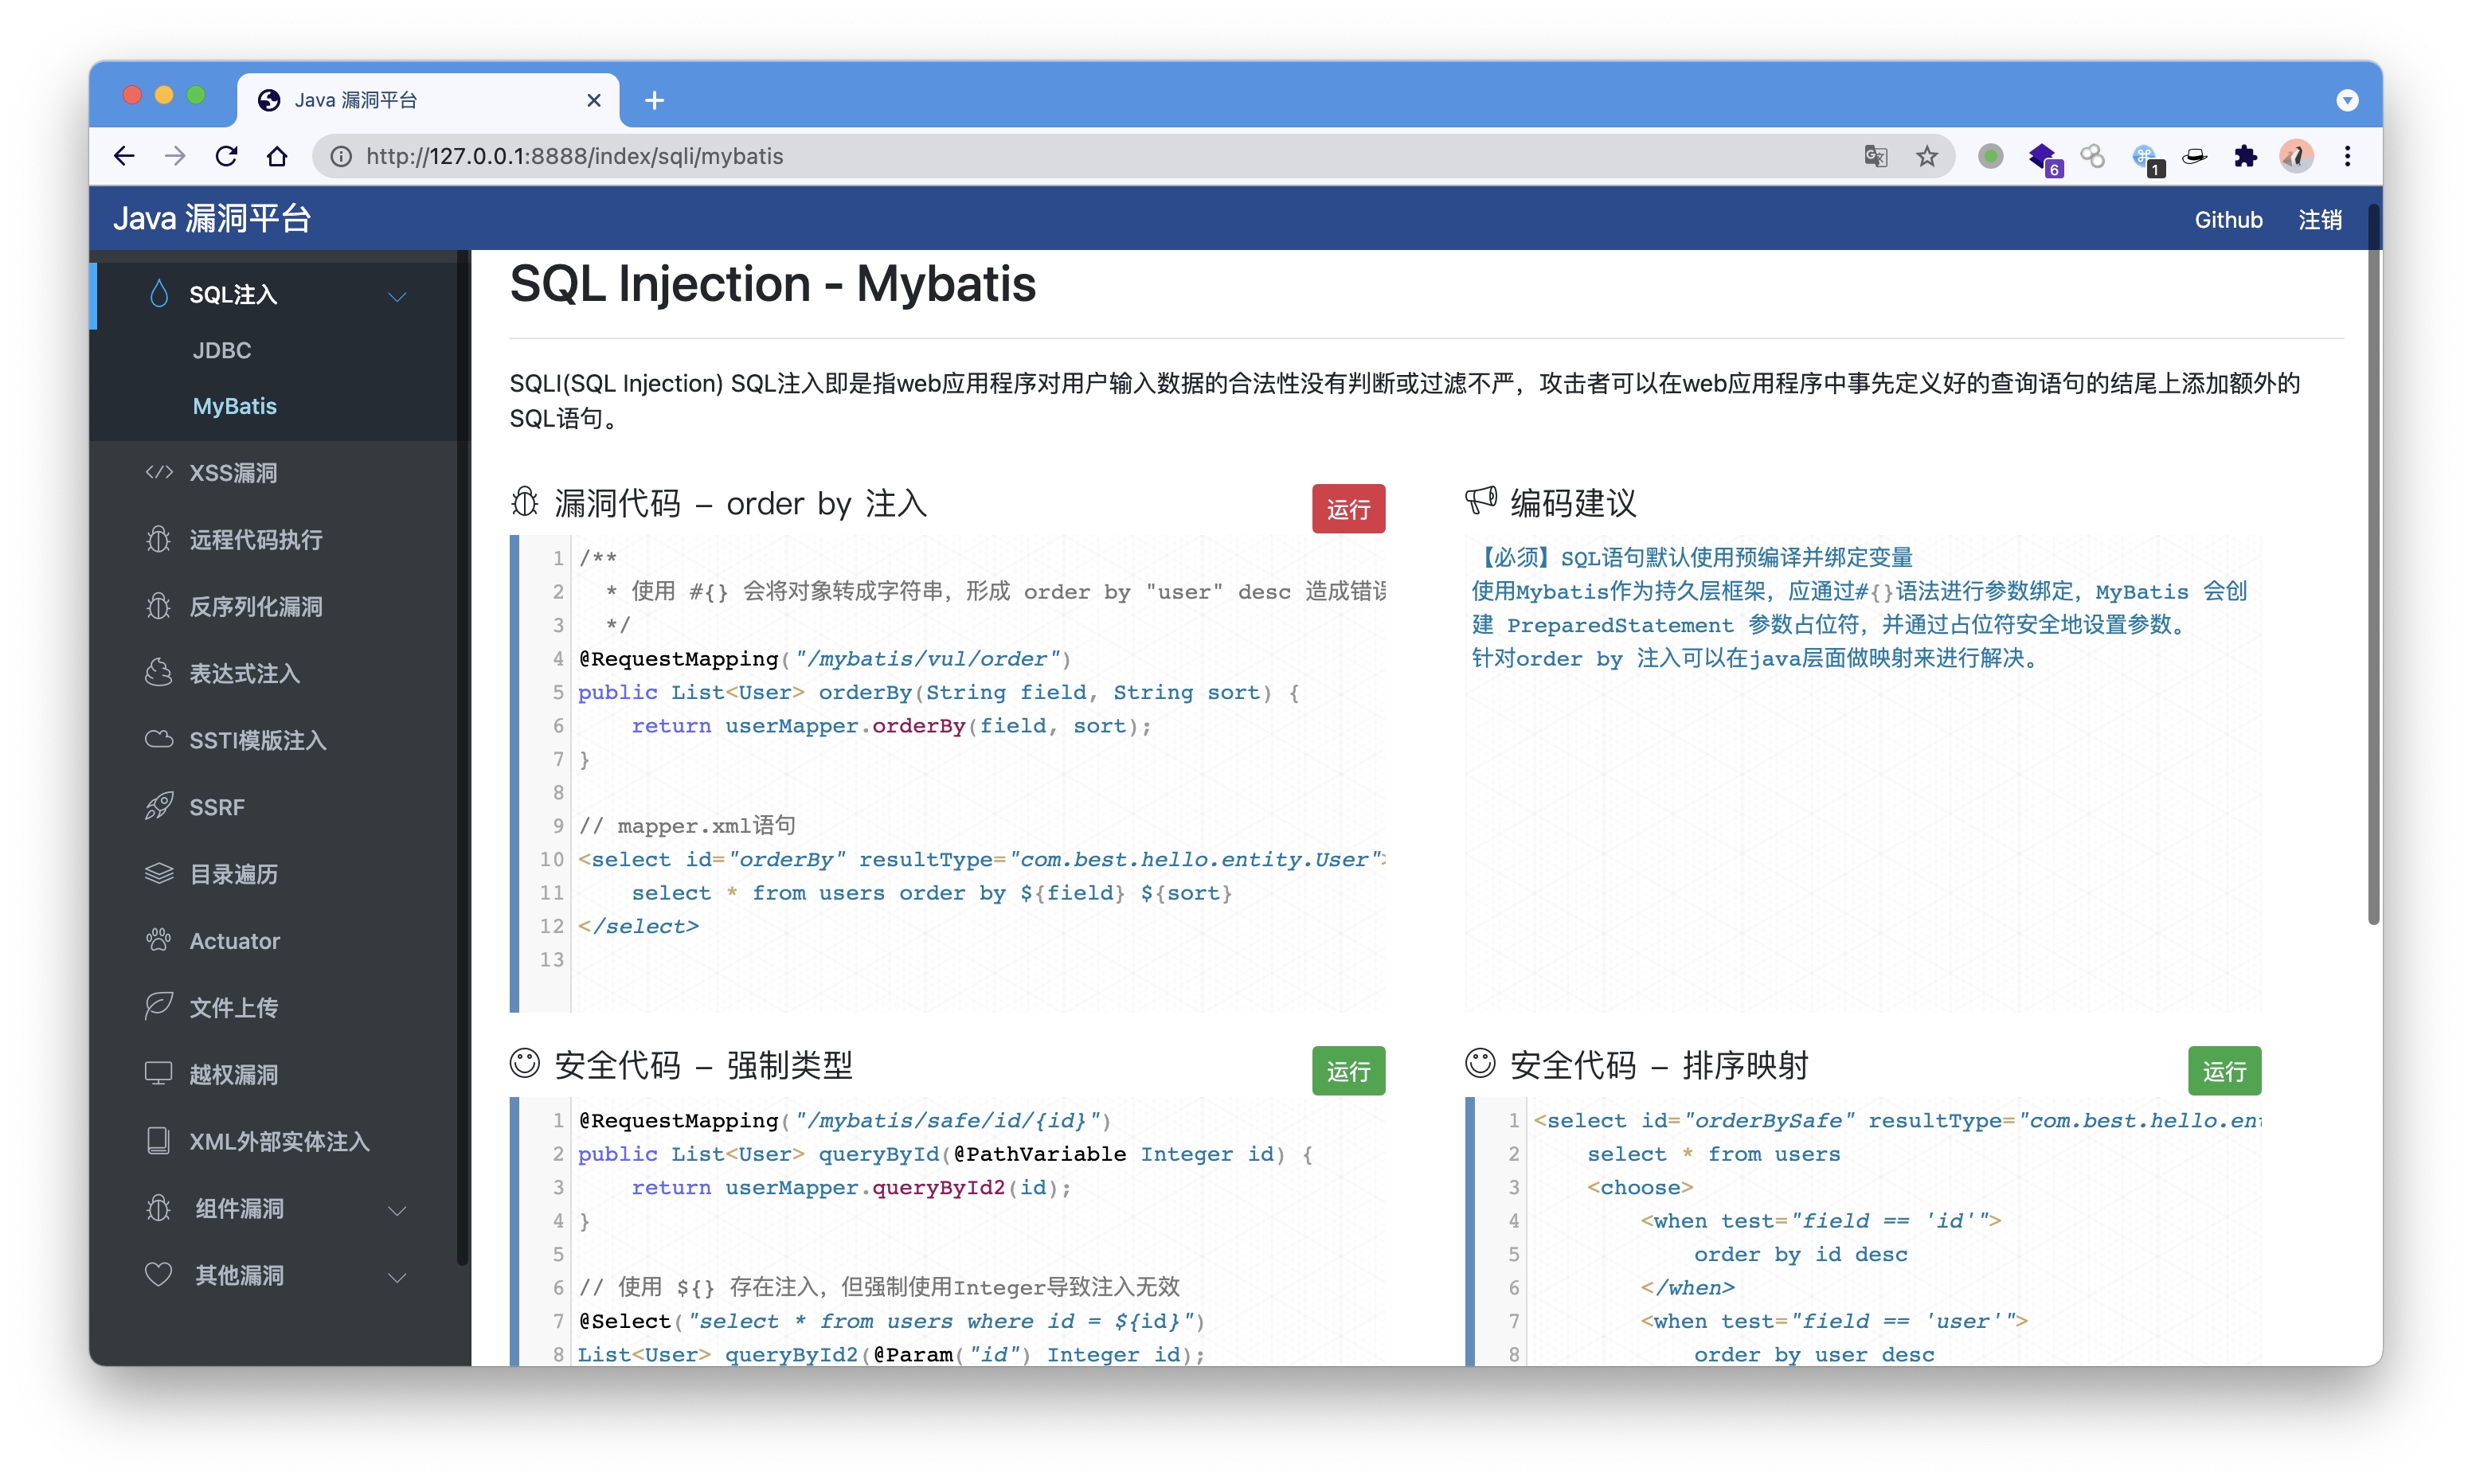 Java 漏洞平台
http://127.0.0.1:8888/index/sqli/mybatis
6
1
Java 漏洞平台
Github
注销
SQL注入
JDBC
MyBatis
XSS漏洞
远程代码执行
反序列化漏洞
表达式注入
SSTI模版注入
SSRF
目录遍历
Actuator
文件上传
越权漏洞
XML外部实体注入
组件漏洞
其他漏洞
SQL Injection - Mybatis
SQLI(SQL Injection) SQL注入即是指web应用程序对用户输入数据的合法性没有判断或过滤不严，攻击者可以在web应用程序中事先定义好的查询语句的结尾上添加额外的
SQL语句。
漏洞代码 – order by 注入
运行
1 /**
2 * 使用 #{} 会将对象转成字符串，形成 order by "user" desc 造成错误
3 */
4 @RequestMapping("/mybatis/vul/order")
5 public List<User> orderBy(String field, String sort) {
6 return userMapper.orderBy(field, sort);
7 }
8
9 // mapper.xml语句
10 <select id="orderBy" resultType="com.best.hello.entity.User">
11 select * from users order by ${field} ${sort}
12 </select>
13
编码建议
【必须】SQL语句默认使用预编译并绑定变量
使用Mybatis作为持久层框架，应通过#{}语法进行参数绑定，MyBatis 会创
建 PreparedStatement 参数占位符，并通过占位符安全地设置参数。
针对order by 注入可以在java层面做映射来进行解决。
安全代码 – 强制类型
运行
1 @RequestMapping("/mybatis/safe/id/{id}")
2 public List<User> queryById(@PathVariable Integer id) {
3 return userMapper.queryById2(id);
4 }
5
6 // 使用 ${} 存在注入，但强制使用Integer导致注入无效
7 @Select("select * from users where id = ${id}")
8 List<User> queryById2(@Param("id") Integer id);
安全代码 – 排序映射
运行
1 <select id="orderBySafe" resultType="com.best.hello.ent
2 select * from users
3 <choose>
4 <when test="field == 'id'">
5 order by id desc
6 </when>
7 <when test="field == 'user'">
8 order by user desc